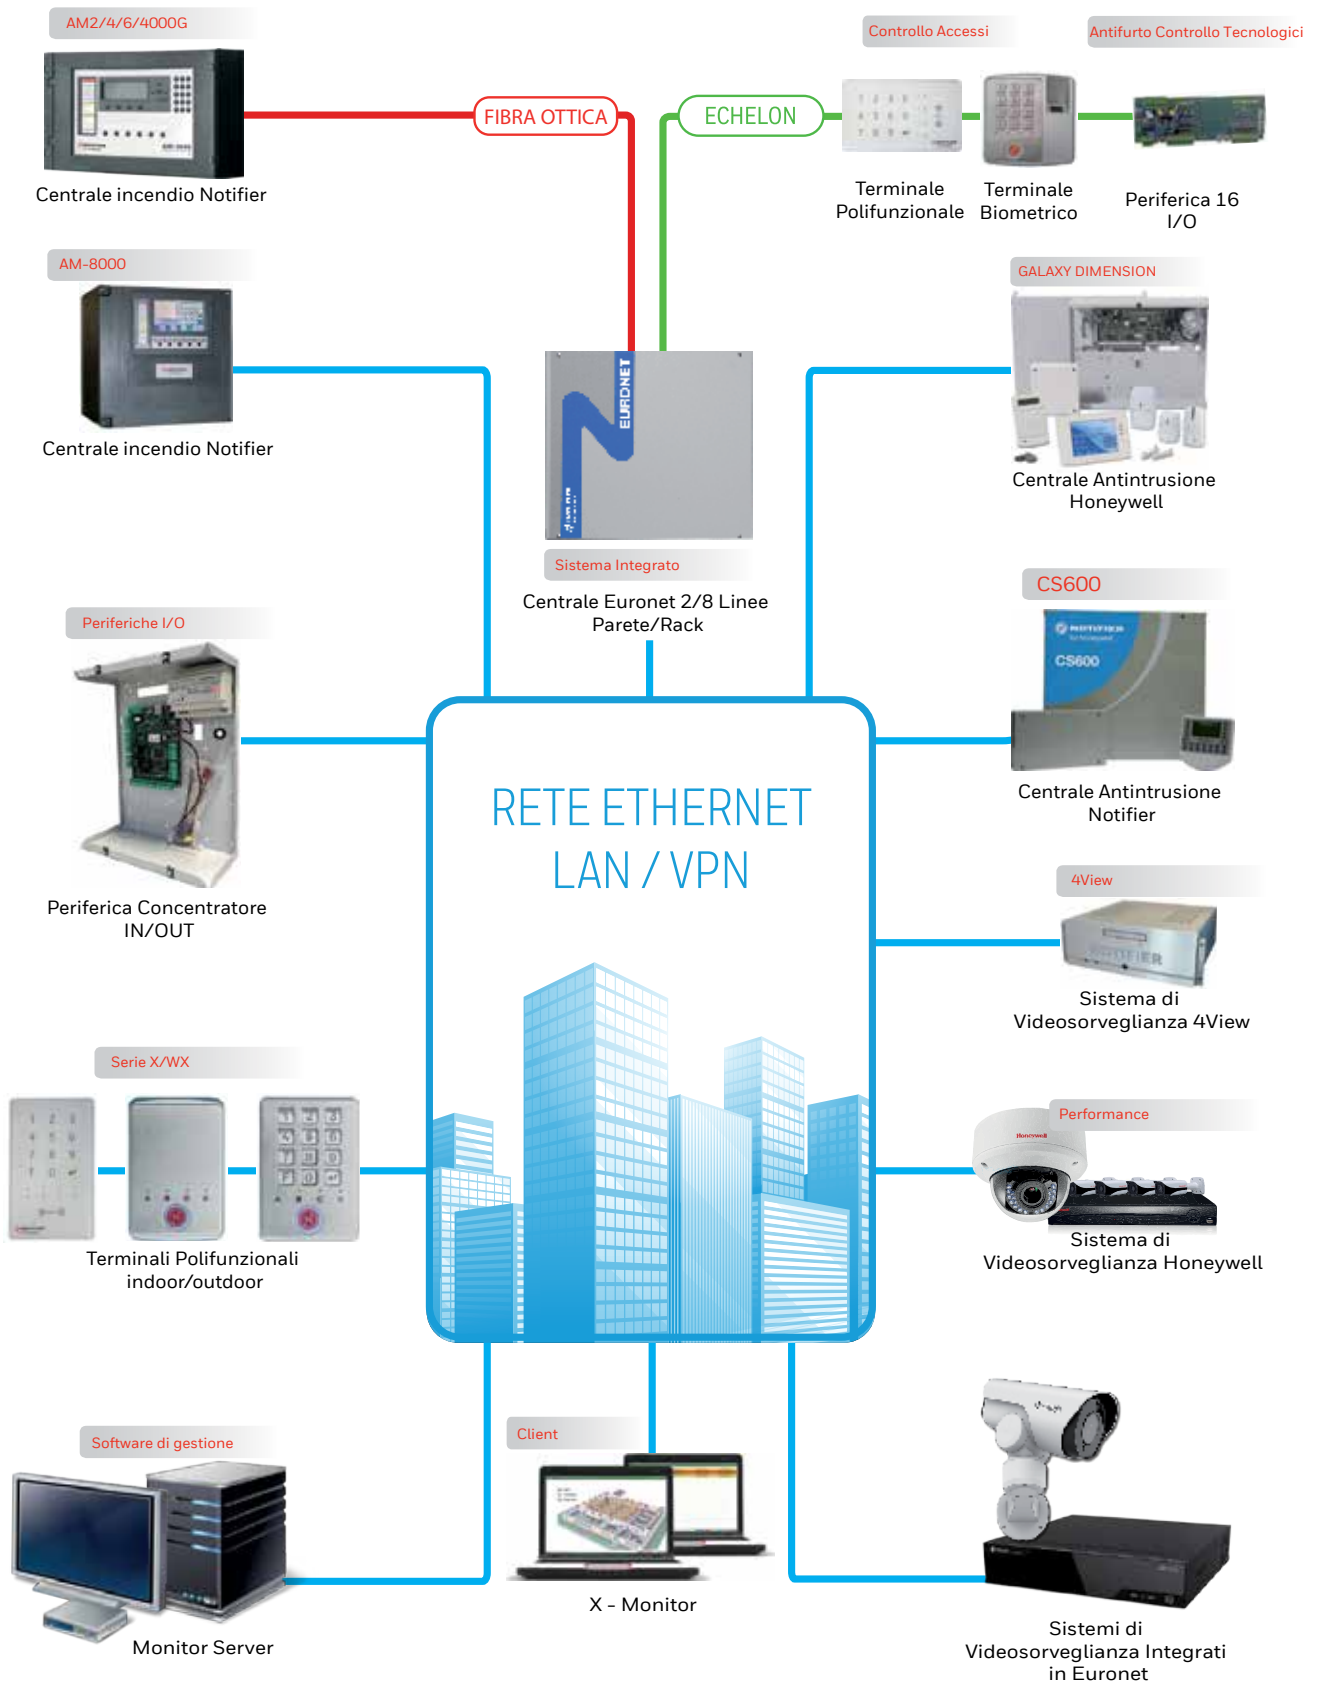 AM2/4/6/4000G
Centrale incendio Notifier
FIBRA OTTICA
ECHELON
Controllo Accessi
Antifurto Controllo Tecnologici
Terminale
Polifunzionale
Terminale
Biometrico
Periferica 16
I/O
AM-8000
Centrale incendio Notifier
EURONET
Sistema Integrato
Centrale Euronet 2/8 Linee
Parete/Rack
GALAXY DIMENSION
Centrale Antintrusione
Honeywell
CS600
NOTIFIER
CS600
Centrale Antintrusione
Notifier
Periferiche I/O
Periferica Concentratore
IN/OUT
RETE ETHERNET
LAN / VPN
4View
NOTIFIER
Sistema di
Videosorveglianza 4View
Serie X/WX
Terminali Polifunzionali
indoor/outdoor
Performance
Honeywell
Sistema di
Videosorveglianza Honeywell
Software di gestione
Monitor Server
Client
X - Monitor
Sistemi di
Videosorveglianza Integrati
in Euronet